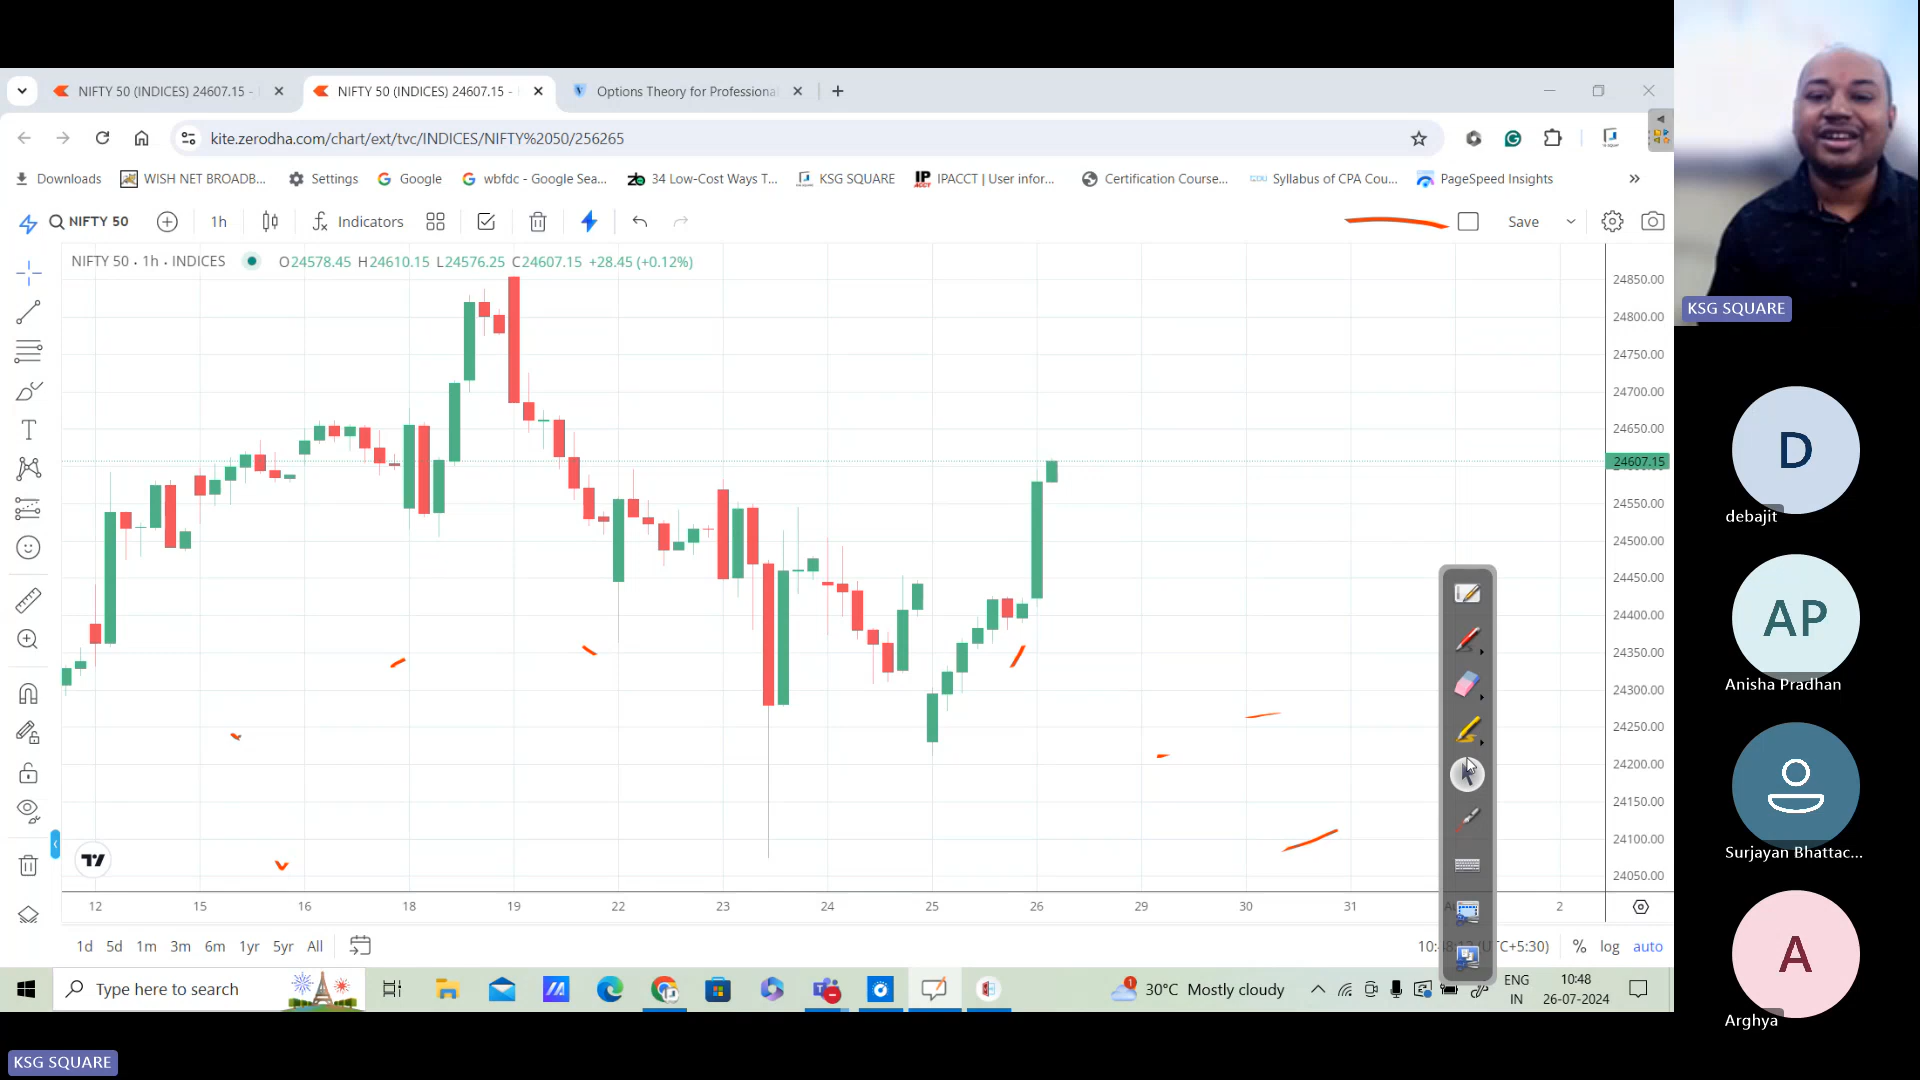 NIFTY 50 (INDICES) 24607.15 -
NIFTY 50 (INDICES) 24607.15 -
Options Theory for Professiona
kite.zerodha.com/chart/ext/tvc/INDICES/NIFTY%2050/256265
Downloads
WISH NET BROADB...
Settings
Google
wbfdc - Google Sea...
34 Low-Cost Ways T...
KSG SQUARE
IPACCT | User infor...
Certification Course...
Syllabus of CPA Cou...
PageSpeed Insights
»
NIFTY 50
1h
Indicators
Save
NIFTY 50 · 1h · INDICES
O24578.45 H24610.15 L24576.25 C24607.15 +28.45 (+0.12%)
24850.00
24800.00
24750.00
24700.00
24650.00
24607.15
24550.00
24500.00
24450.00
24400.00
24350.00
24300.00
24250.00
24200.00
24150.00
24100.00
24050.00
12 15 16 18 19 22 23 24 25 26 29 30 31 2
1d 5d 1m 3m 6m 1yr 5yr All
% log auto
Type here to search
30°C Mostly cloudy
ENG
IN
10:48
26-07-2024
KSG SQUARE
D
debajit
AP
Anisha Pradhan
Surjayan Bhattac...
A
Arghya
KSG SQUARE